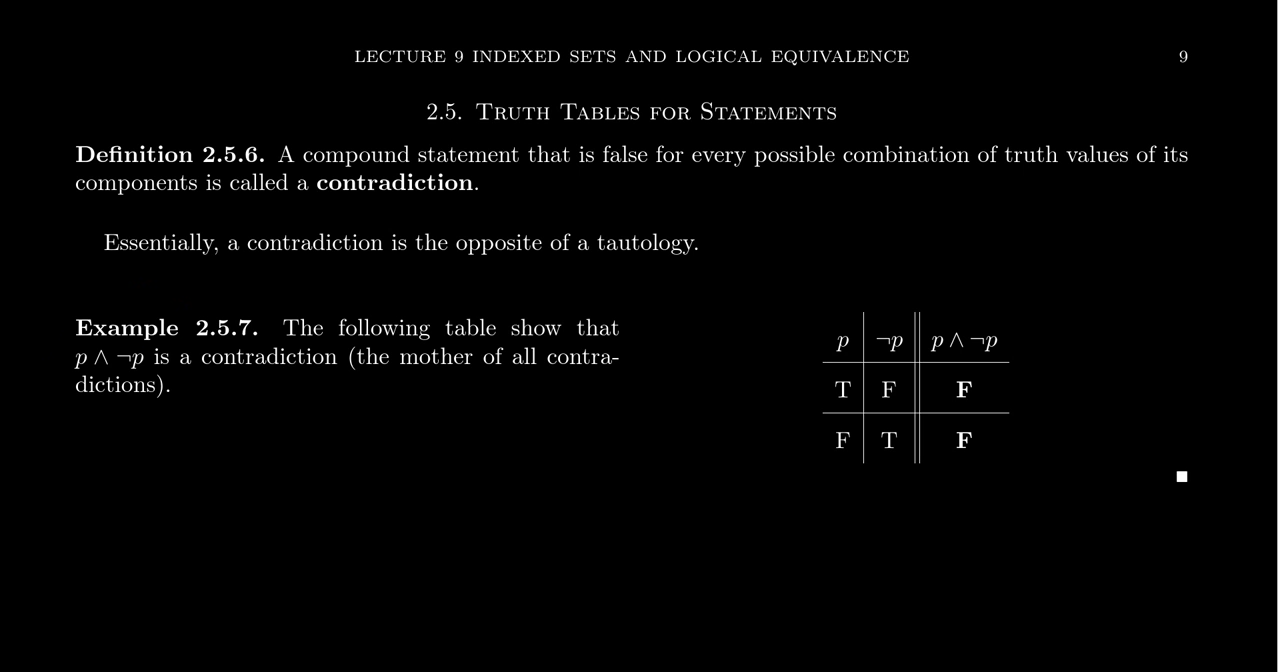 LECTURE 9 INDEXED SETS AND LOGICAL EQUIVALENCE 9
2.5. Truth Tables for Statements
Definition 2.5.6. A compound statement that is false for every possible combination of truth values of its
components is called a contradiction.
Essentially, a contradiction is the opposite of a tautology.
Example 2.5.7. The following table show that
p ∧ ¬p is a contradiction (the mother of all contra-
dictions).
p ¬p p ∧ ¬p
T F F
F T F